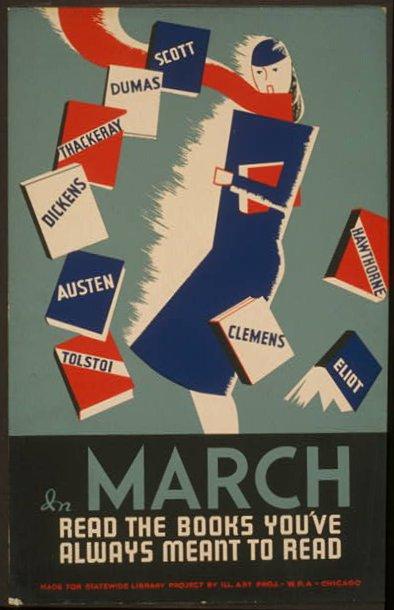 SCOTT
DUMAS
THACKERAY
DICKENS
AUSTEN
TOLSTOI
HAWTHORNE
CLEMENS
ELIOT
In MARCH
READ THE BOOKS YOU'VE
ALWAYS MEANT TO READ
MADE FOR STATEWIDE LIBRARY PROJECT BY ILL. ART PROJ. - W.P.A - CHICAGO